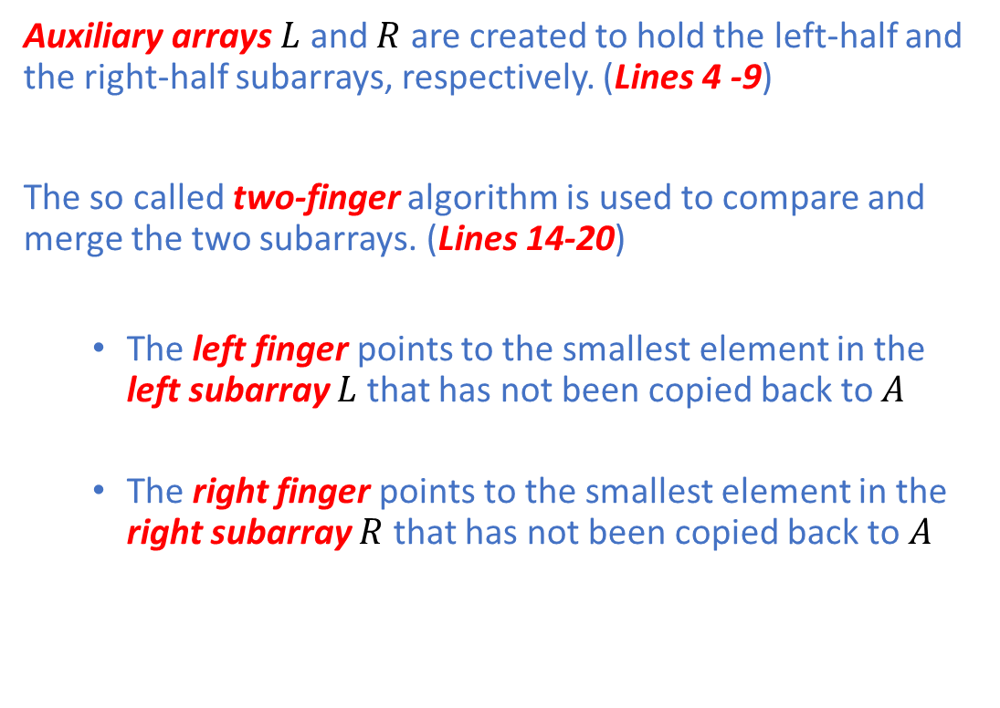 Auxiliary arrays L and R are created to hold the left-half and
the right-half subarrays, respectively. (Lines 4 -9)
The so called two-finger algorithm is used to compare and
merge the two subarrays. (Lines 14-20)
• The left finger points to the smallest element in the
left subarray L that has not been copied back to A
• The right finger points to the smallest element in the
right subarray R that has not been copied back to A